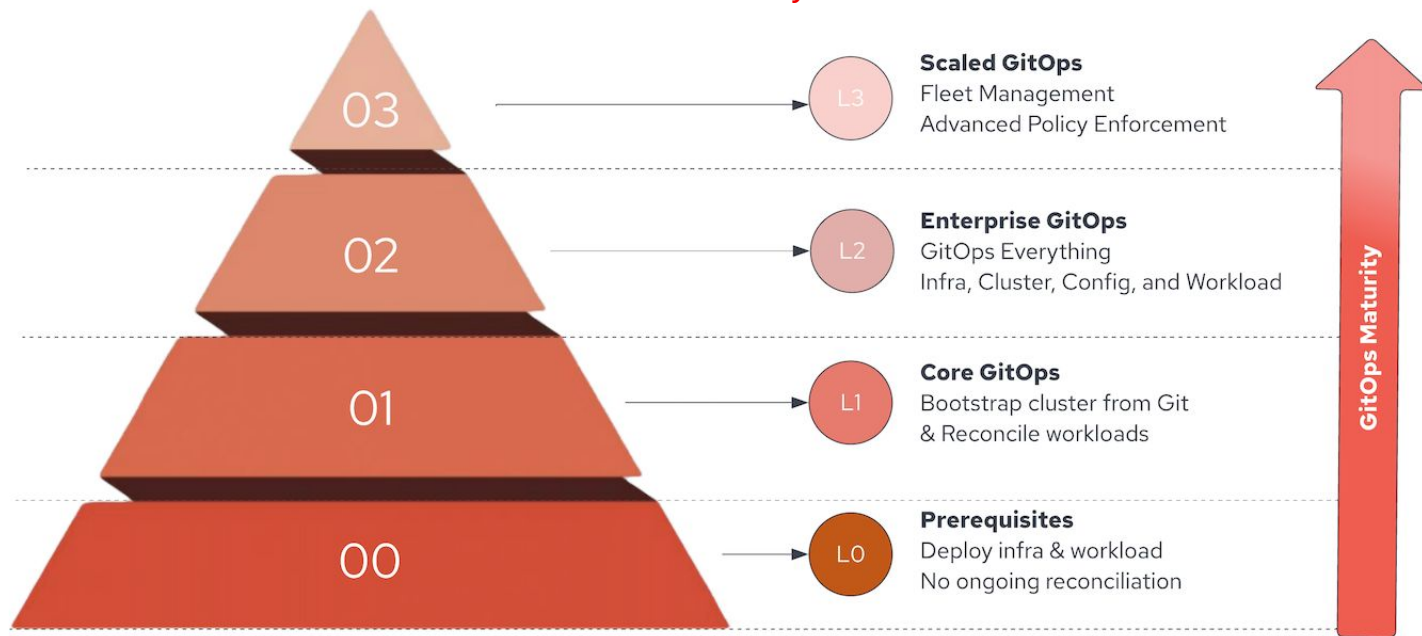 03
L3
Scaled GitOps
Fleet Management
Advanced Policy Enforcement
02
L2
Enterprise GitOps
GitOps Everything
Infra, Cluster, Config, and Workload
01
L1
Core GitOps
Bootstrap cluster from Git
& Reconcile workloads
00
L0
Prerequisites
Deploy infra & workload
No ongoing reconciliation
GitOps Maturity